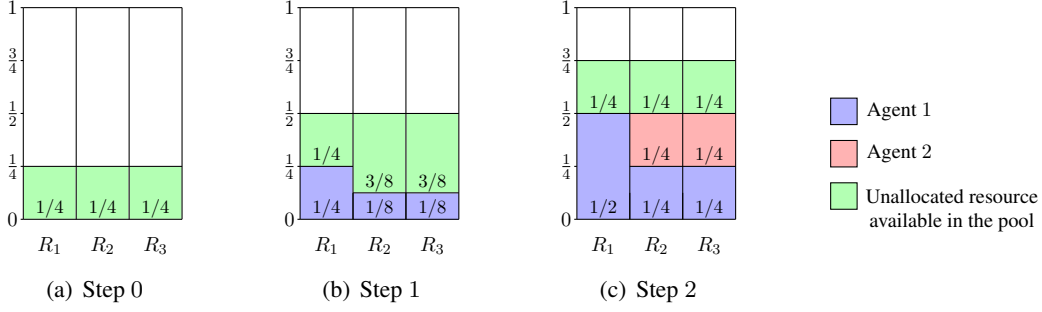 1
3/4
1/2
1/4
0
1/4 1/4 1/4
R1 R2 R3
(a) Step 0
1
3/4
1/2
1/4
0
1/4
3/8 3/8
1/4 1/8 1/8
R1 R2 R3
(b) Step 1
1
3/4
1/2
1/4
0
1/4 1/4 1/4
1/4 1/4
1/2 1/4 1/4
R1 R2 R3
(c) Step 2
Agent 1
Agent 2
Unallocated resource
available in the pool